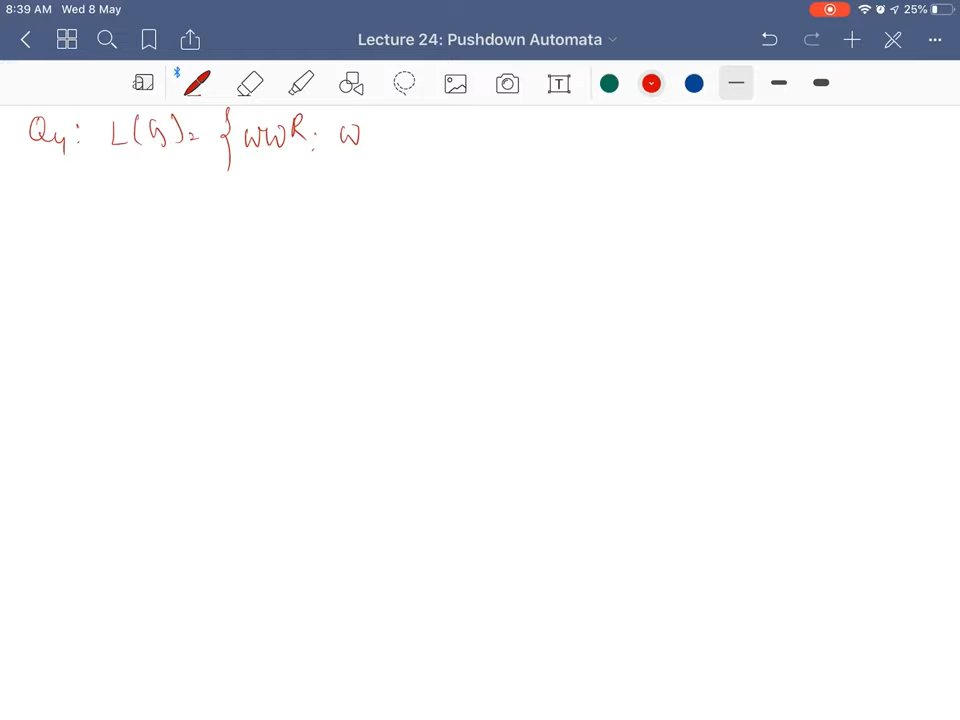 8:39 AM Wed 8 May 25%
Lecture 24: Pushdown Automata
T
Q4: L(G) = { wwR: w